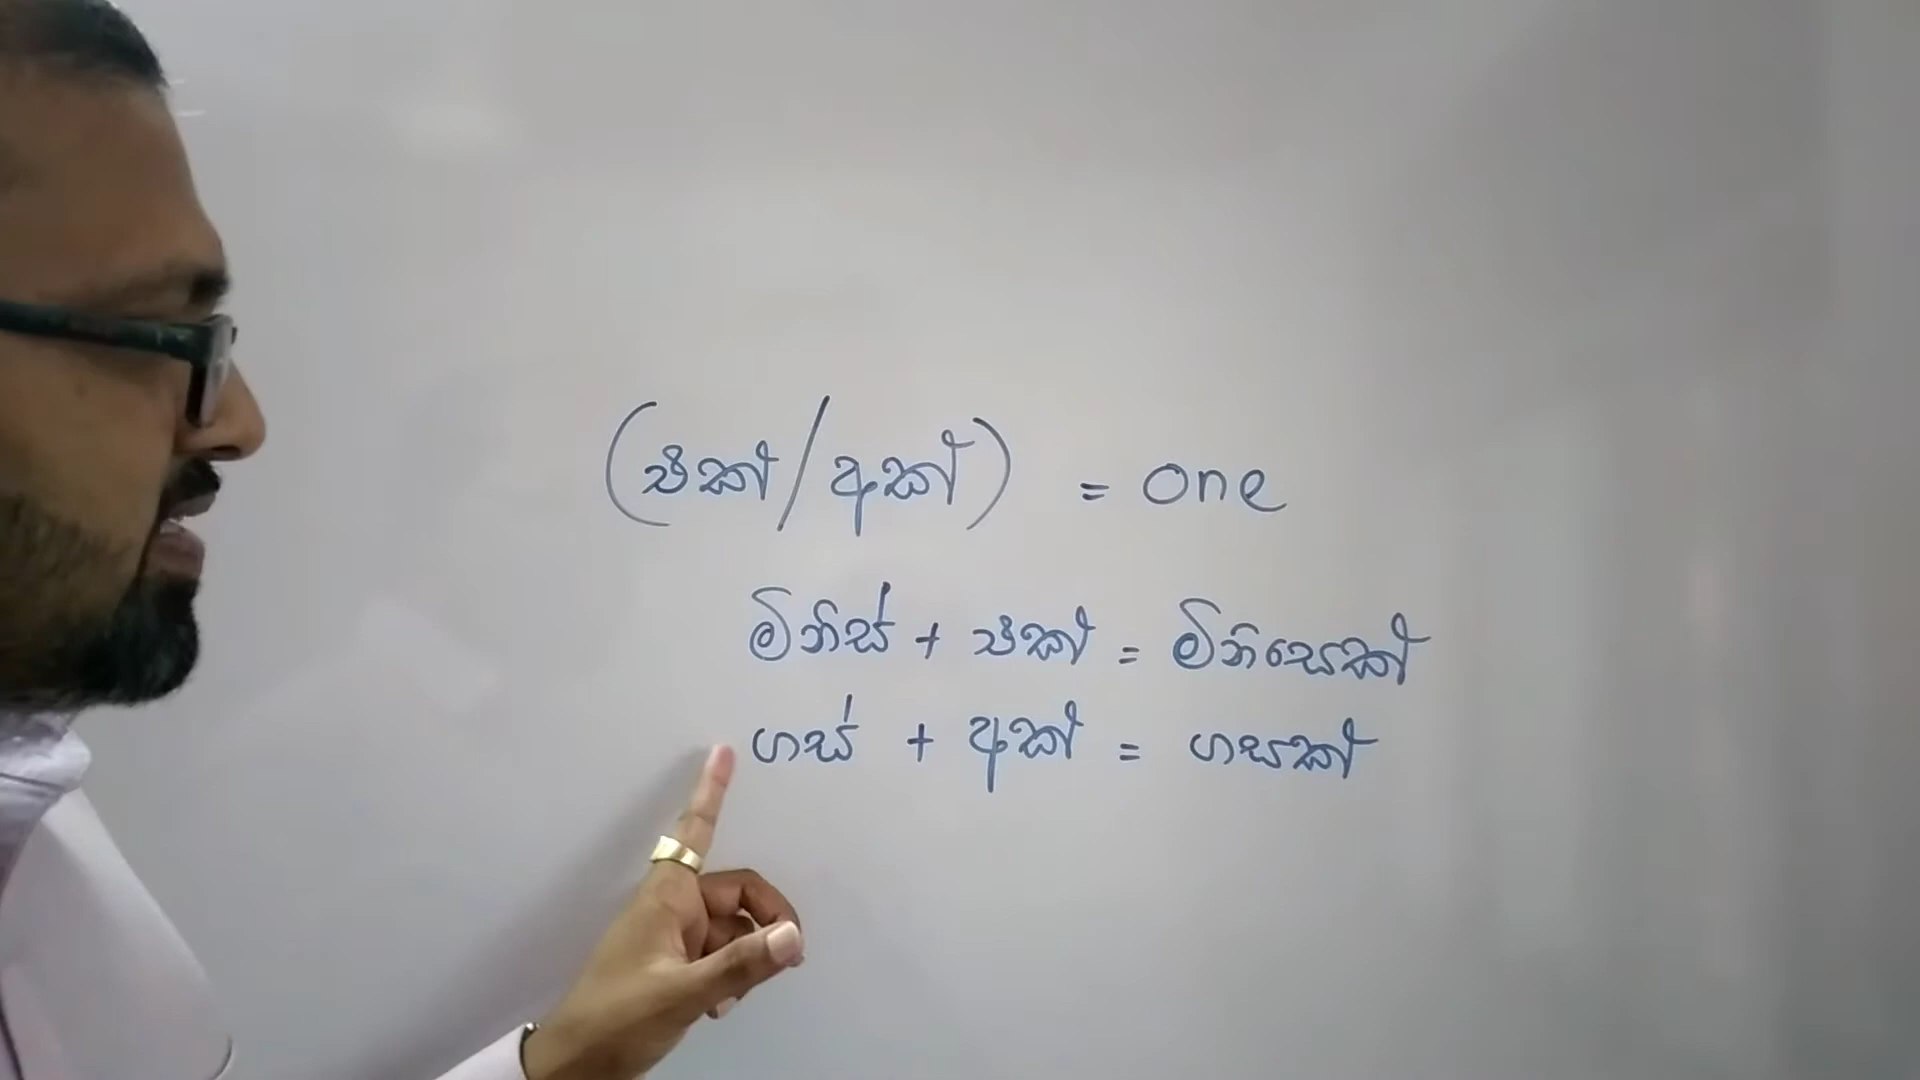 (එක්/අක්) = one
මිනිස් + එක් = මිනිසෙක්
ගස් + අක් = ගසක්